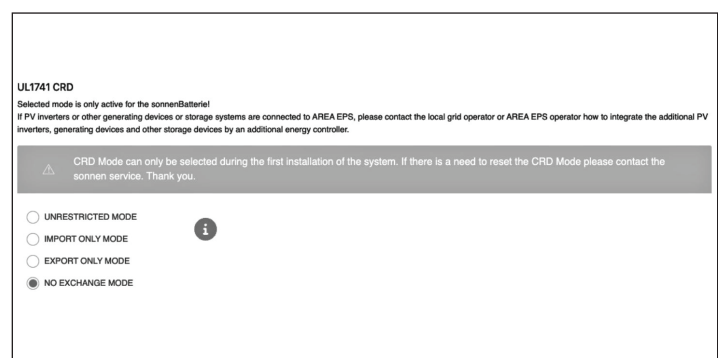 UL1741 CRD
Selected mode is only active for the sonnenBatterie!
If PV inverters or other generating devices or storage systems are connected to AREA EPS, please contact the local grid operator or AREA EPS operator how to integrate the additional PV
inverters, generating devices and other storage devices by an additional energy controller.
CRD Mode can only be selected during the first installation of the system. If there is a need to reset the CRD Mode please contact the
sonnen service. Thank you.
UNRESTRICTED MODE
i
IMPORT ONLY MODE
EXPORT ONLY MODE
NO EXCHANGE MODE